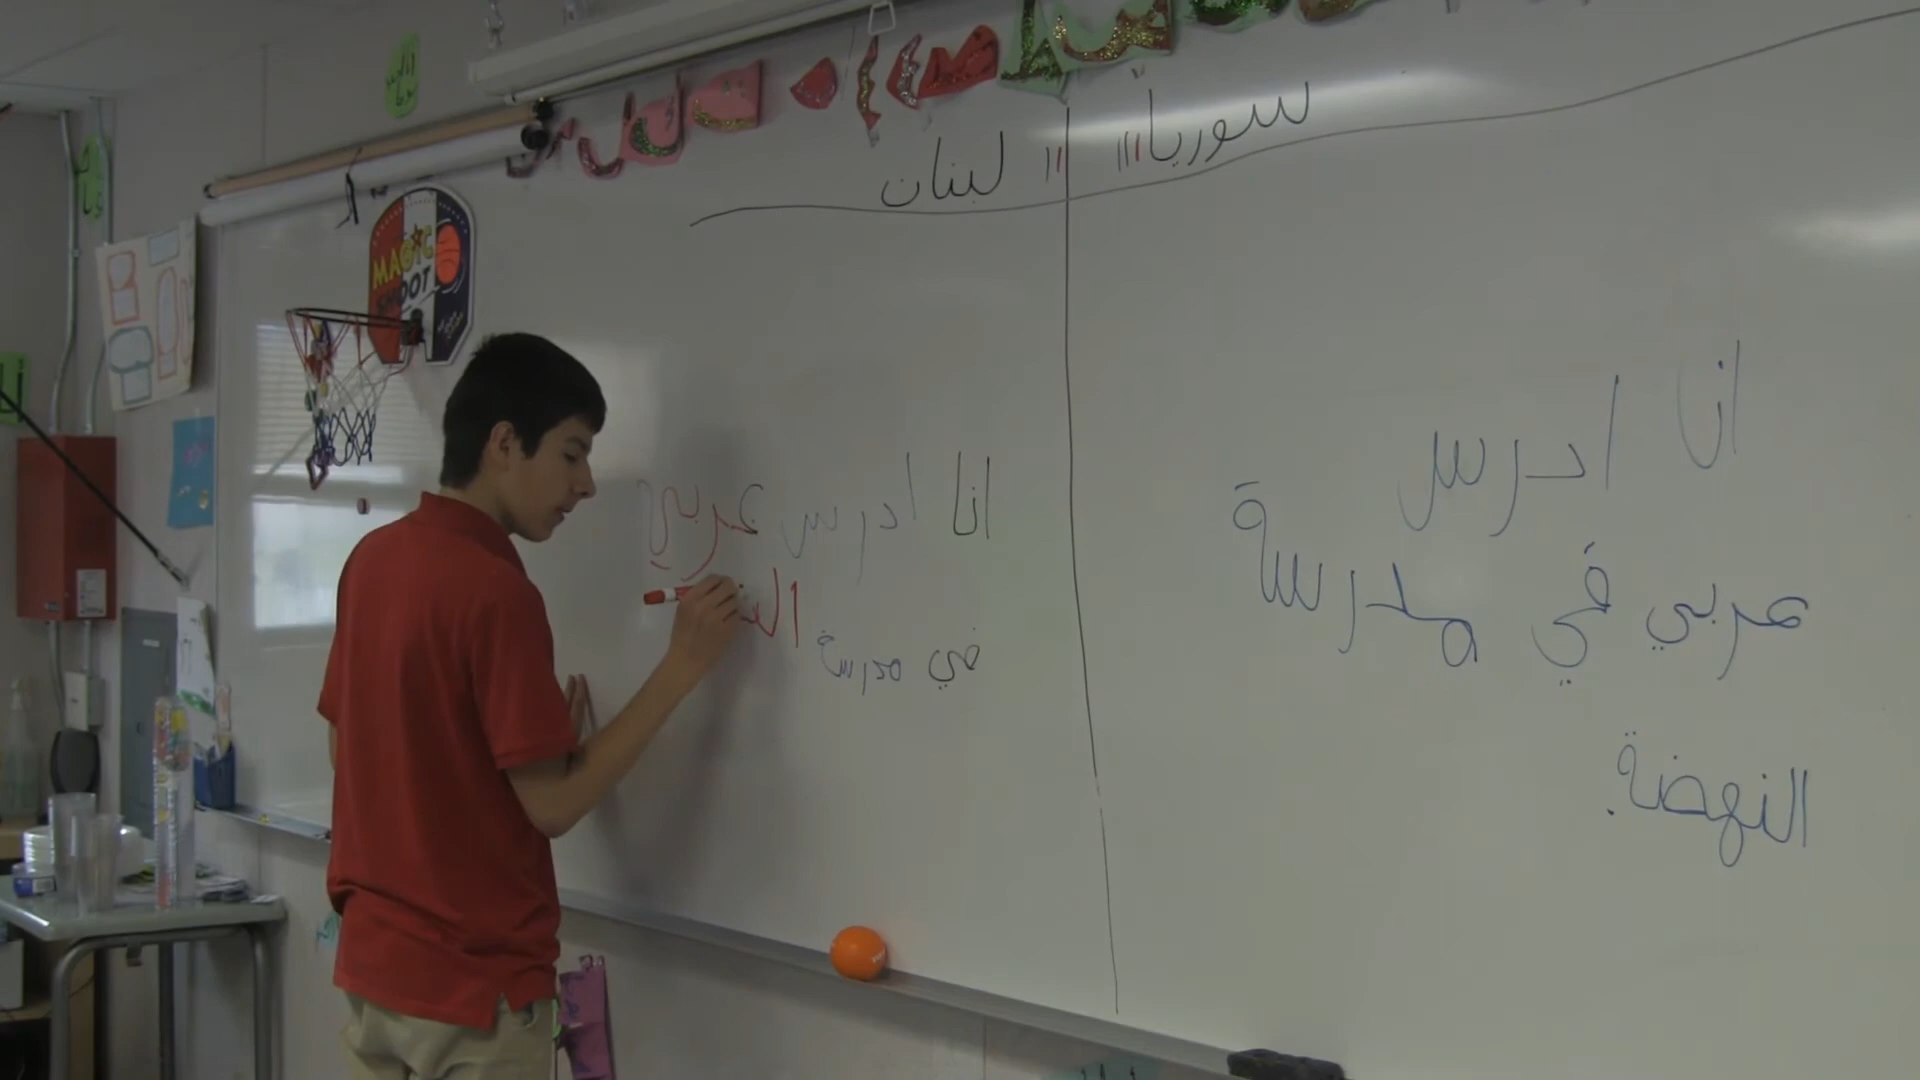 سوريا
لبنان
انا ادرس
عربي في مدرسة
النهضة.
انا ادرس عربي
في مدرسة
MAGIC
SHOOT